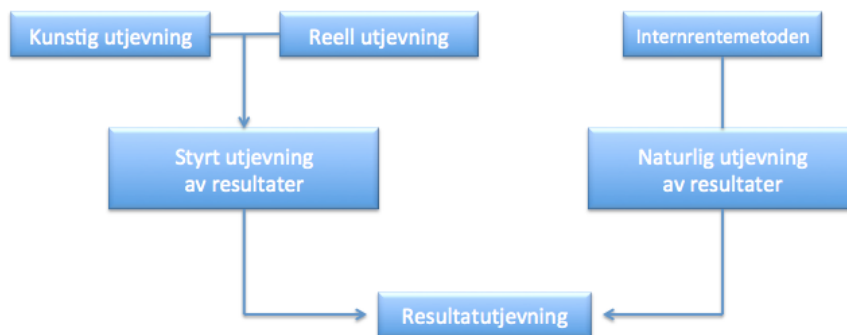 Kunstig utjevning
Reell utjevning
Internrentemetoden
Styrt utjevning
av resultater
Naturlig utjevning
av resultater
Resultatutjevning